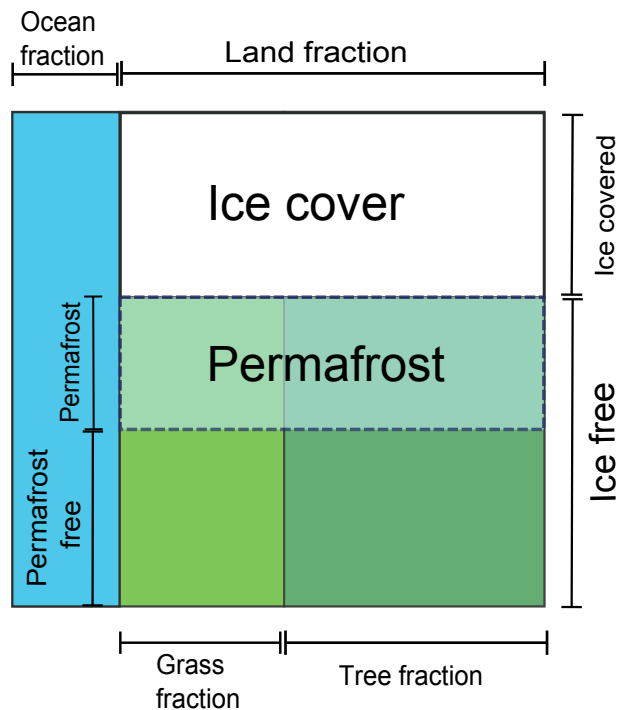 Ocean
fraction
Land fraction
Ice cover
Ice covered
Permafrost
Permafrost
Ice free
Permafrost
free
Grass
fraction
Tree fraction